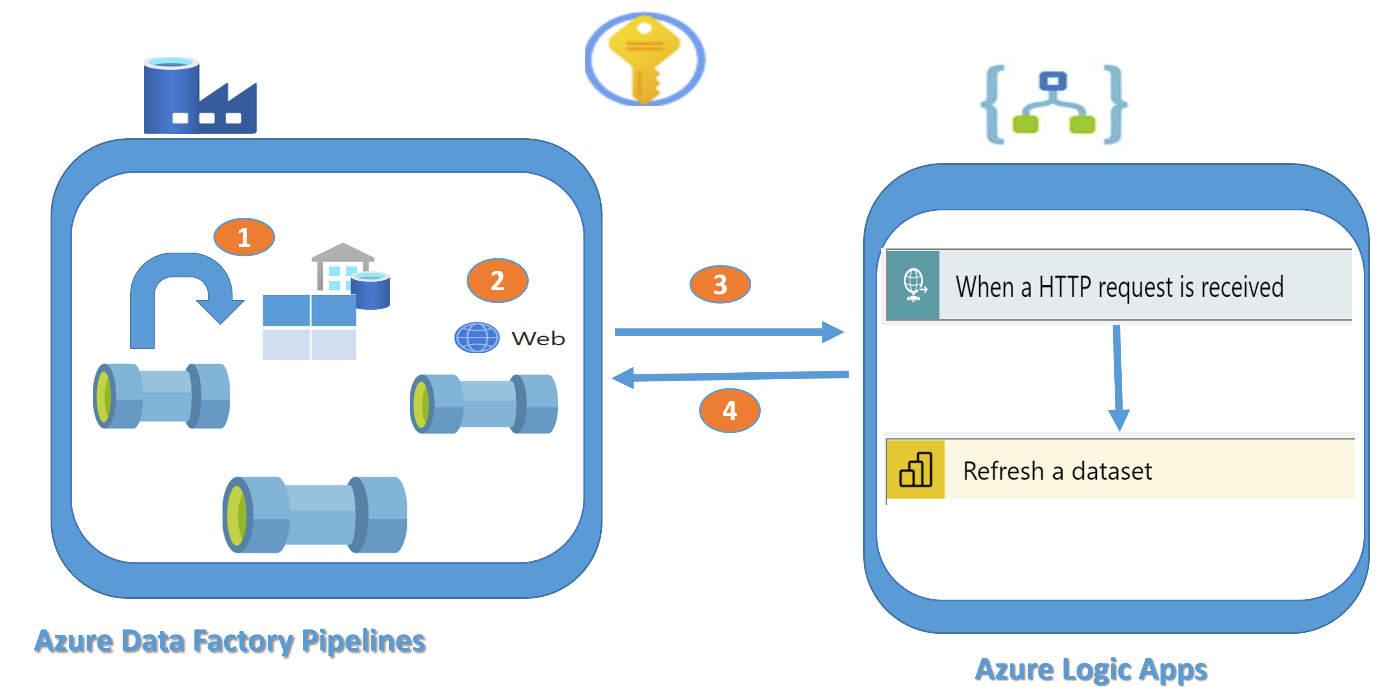 1
2
Web
3
4
When a HTTP request is received
Refresh a dataset
Azure Data Factory Pipelines
Azure Logic Apps